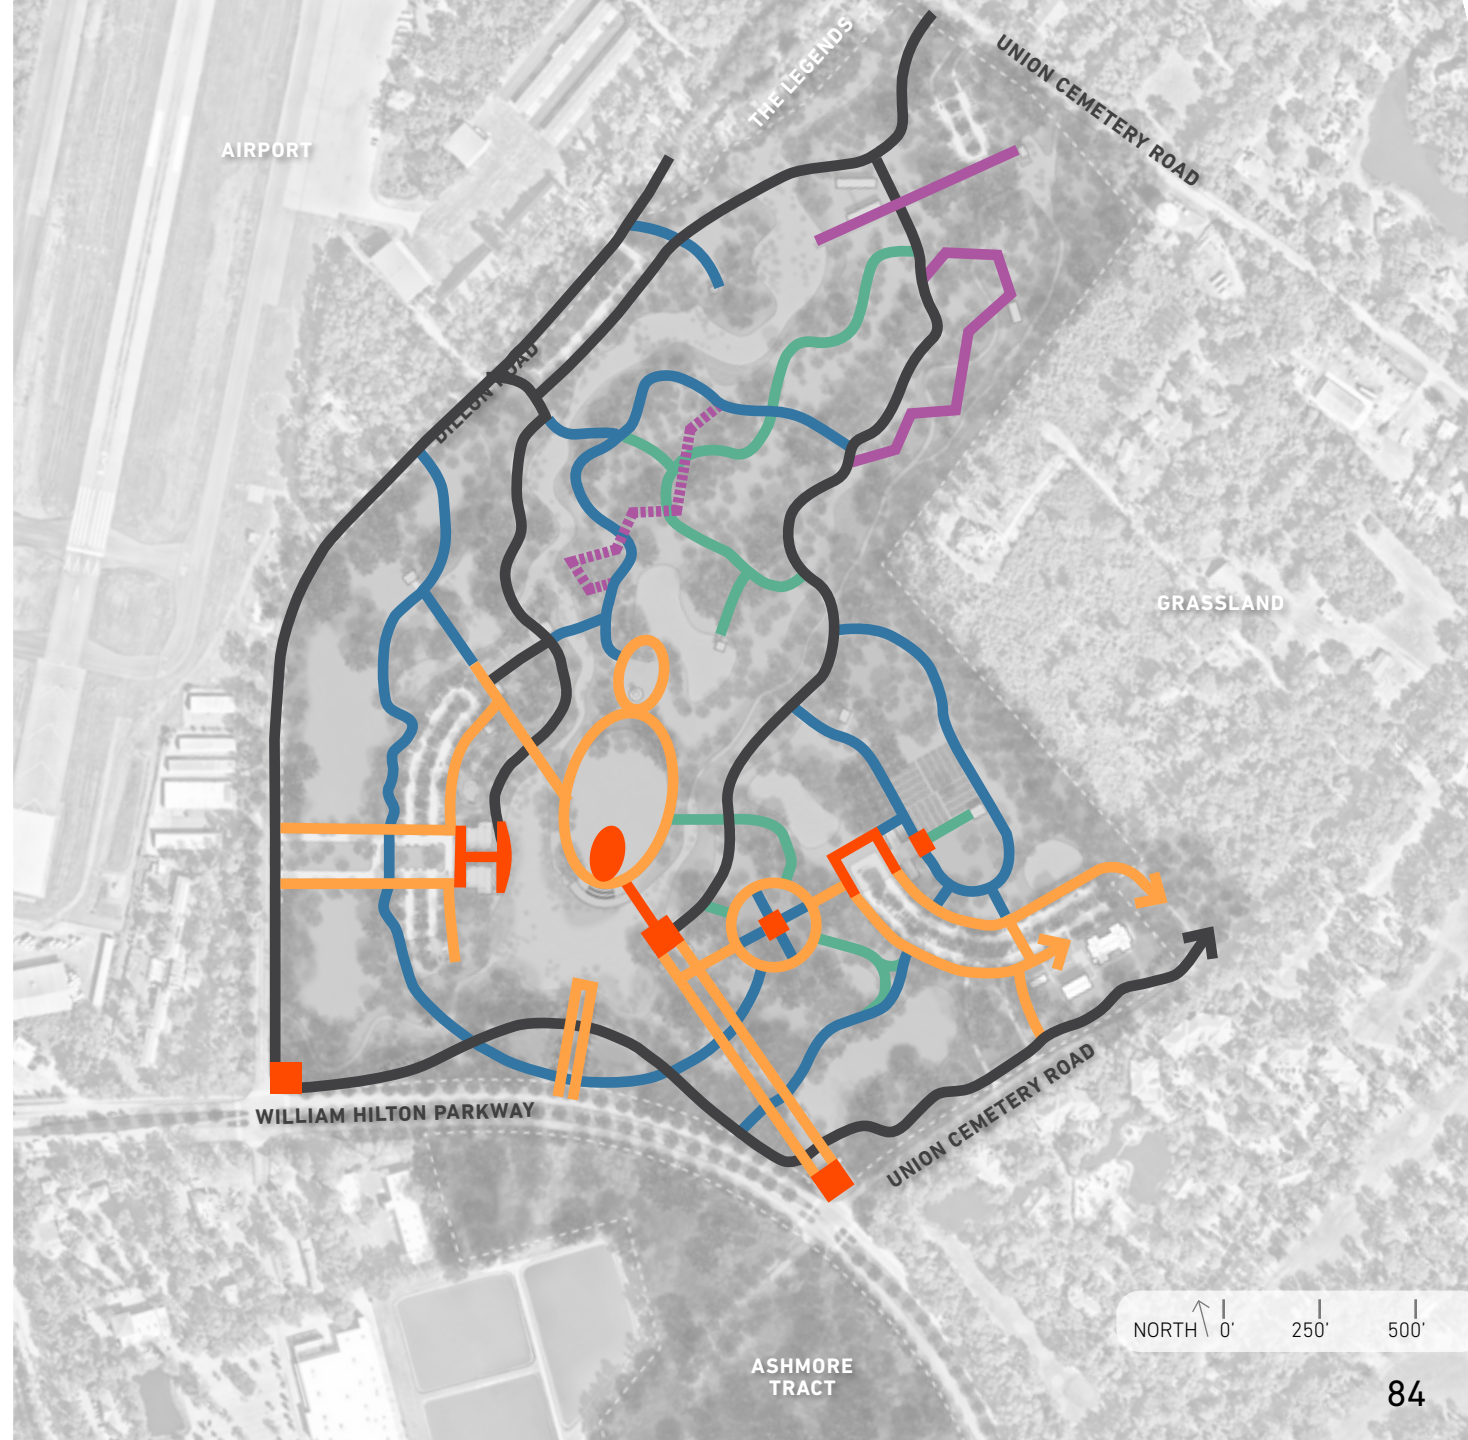 THE LEGENDS
UNION CEMETERY ROAD
AIRPORT
DILLON ROAD
GRASSLAND
WILLIAM HILTON PARKWAY
UNION CEMETERY ROAD
NORTH 0' 250' 500'
ASHMORE
TRACT
84